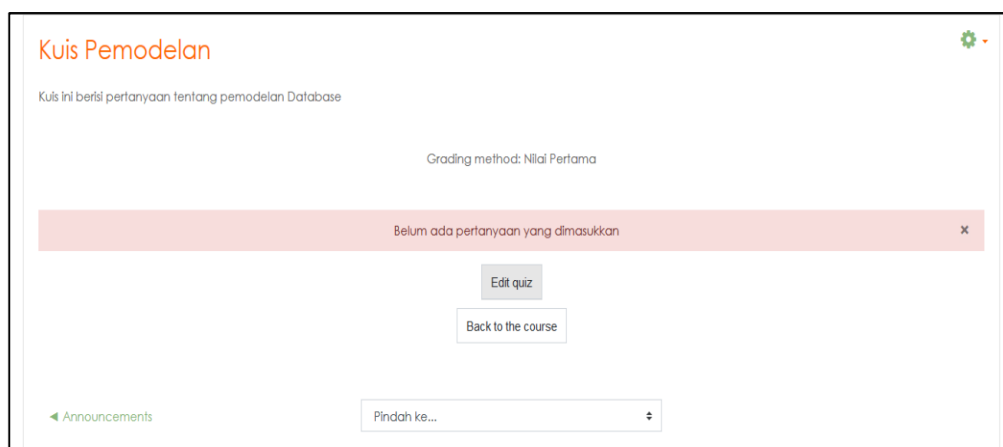 Kuis Pemodelan
Kuis ini berisi pertanyaan tentang pemodelan Database
Grading method: Nilai Pertama
Belum ada pertanyaan yang dimasukkan
×
Edit quiz
Back to the course
◄ Announcements
Pindah ke...